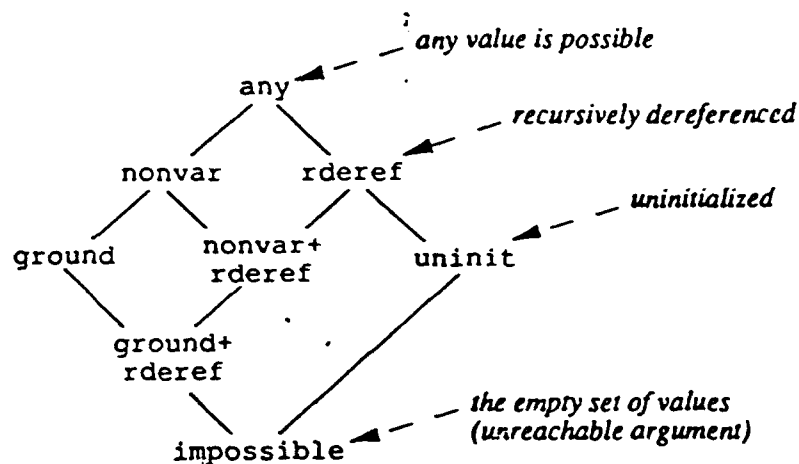 any value is possible
any
recursively dereferenced
nonvar
rderef
uninitialized
ground
nonvar+
rderef
uninit
ground+
rderef
the empty set of values
(unreachable argument)
impossible